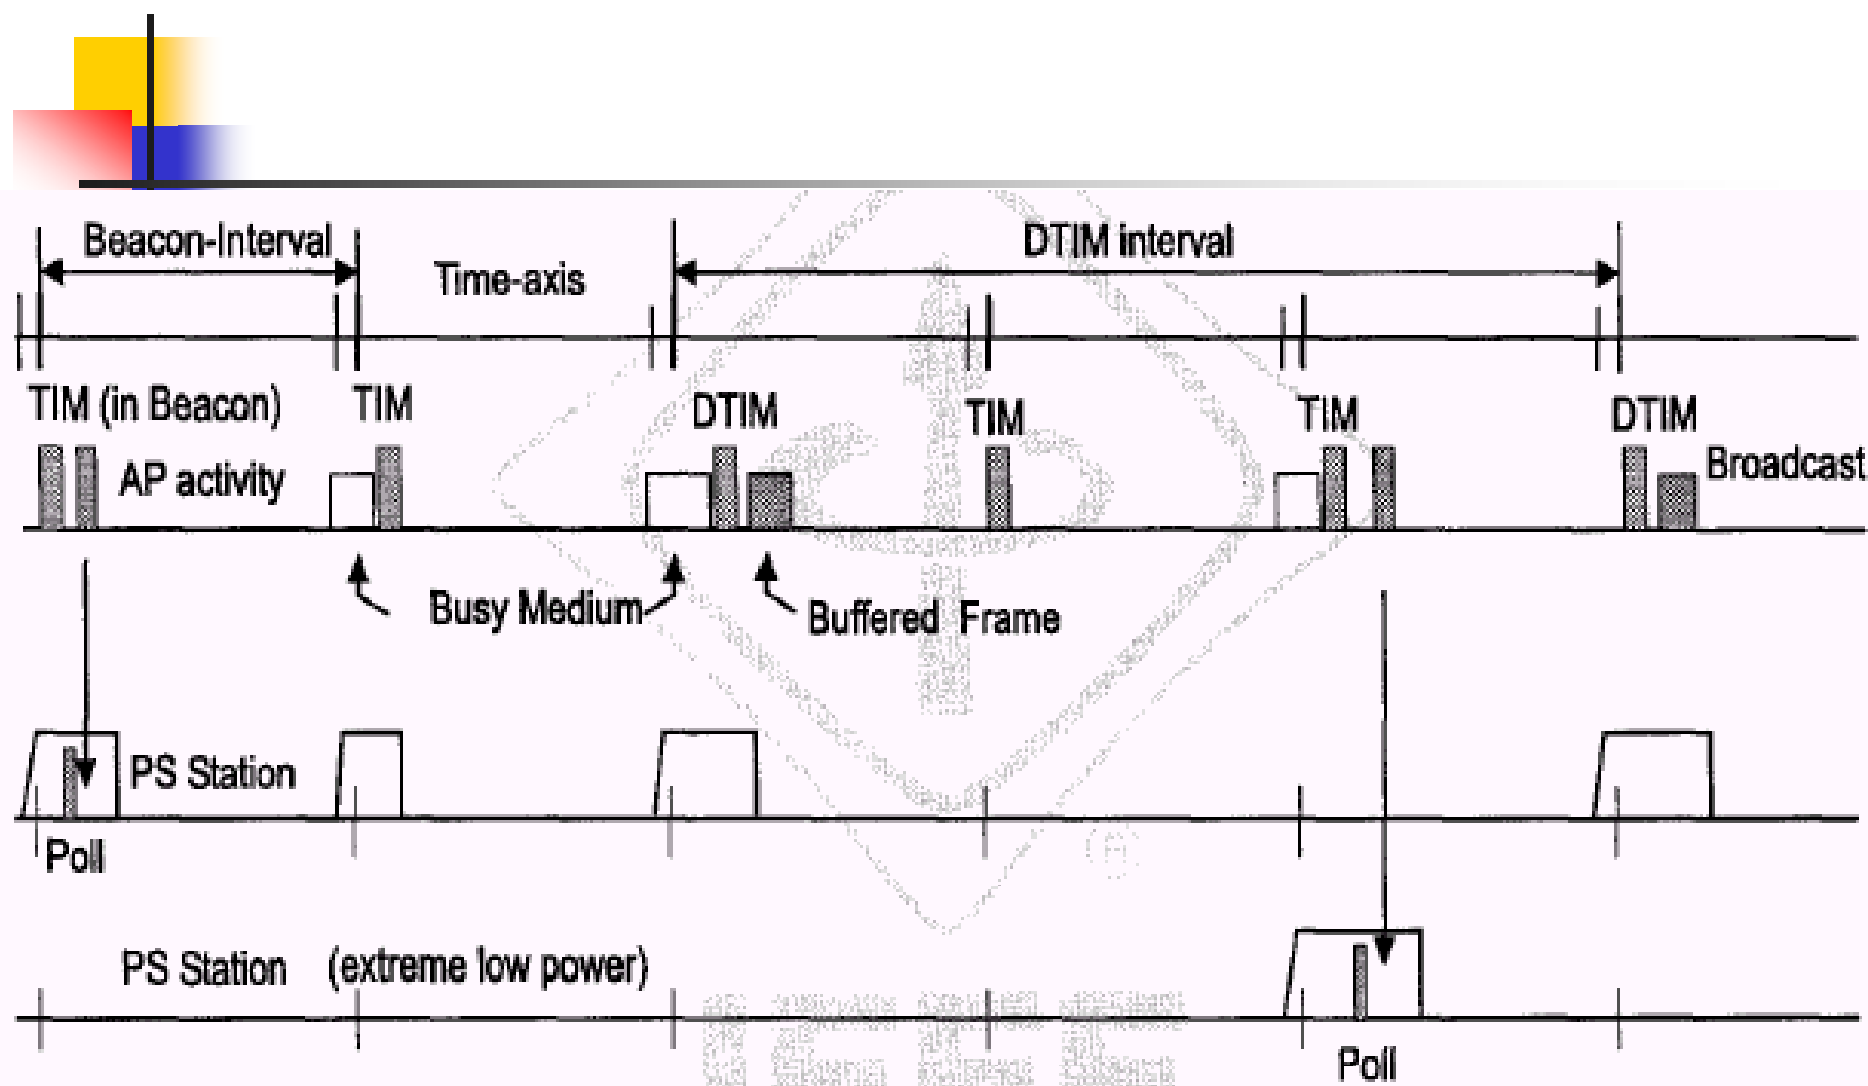 Beacon-Interval
DTIM interval
Time-axis
TIM (in Beacon)
TIM
DTIM
TIM
TIM
DTIM
AP activity
Broadcast
Busy Medium
Buffered Frame
PS Station
Poll
PS Station (extreme low power)
Poll
IEEE